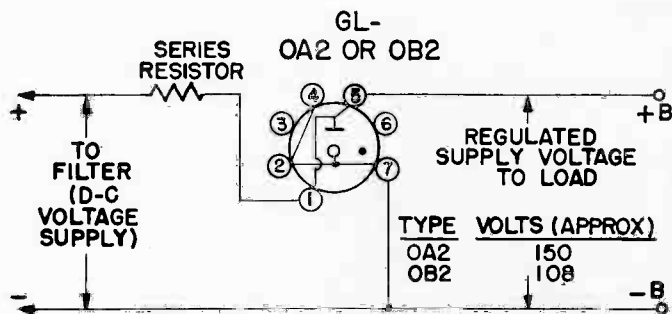 GL-
OA2 OR OB2
SERIES
RESISTOR
4
5
3
6
2
7
1
+
TO
FILTER
(D-C
VOLTAGE
SUPPLY)
-
+B
REGULATED
SUPPLY VOLTAGE
TO LOAD
TYPE VOLTS (APPROX)
OA2 150
OB2 108
-B